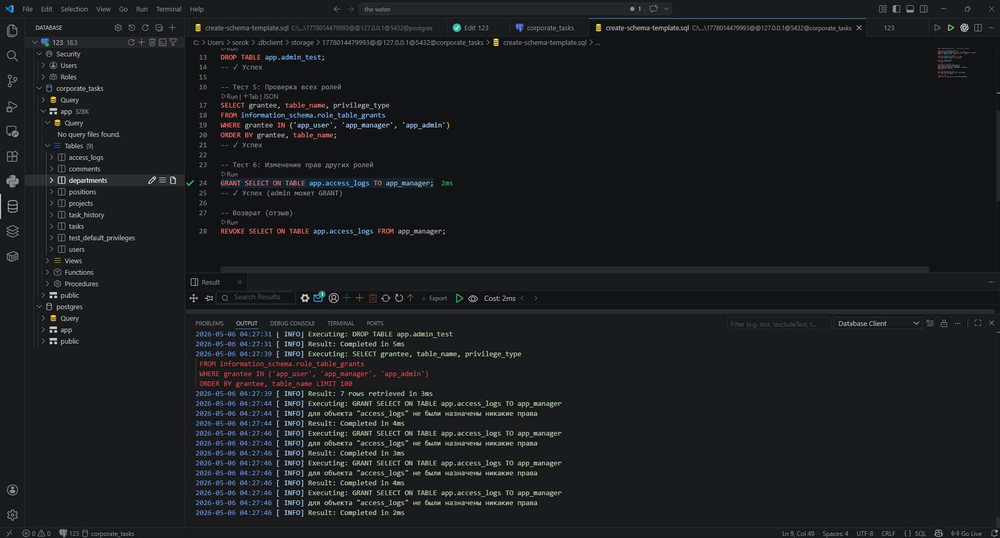 File Edit Selection View Go Run Terminal Help
the water
1
DATABASE
create-schema-template.sql C:\...\1778014479993@@127.0.0.1@5432@postgres
Edit 123
corporate_tasks
create-schema-template.sql C:\...\1778014479993@@127.0.0.1@5432@corporate_tasks
123
C: > Users > sorok > .dbclient > storage > 1778014479993@@127.0.0.1@5432@corporate_tasks > create-schema-template.sql > ...
123 18.3
Security
Users
Roles
corporate_tasks
Query
app 328K
Query
No query files found.
Tables (9)
access_logs
comments
departments
positions
projects
task_history
tasks
test_default_privileges
users
Views
Functions
Procedures
public
postgres
Query
app
public
Run
13 DROP TABLE app.admin_test;
14 -- ✓ Успех
15
16 -- Тест 5: Проверка всех ролей
Run | Tab | JSON
17 SELECT grantee, table_name, privilege_type
18 FROM information_schema.role_table_grants
19 WHERE grantee IN ('app_user', 'app_manager', 'app_admin')
20 ORDER BY grantee, table_name;
21 -- ✓ Успех
22
23 -- Тест 6: Изменение прав других ролей
Run
24 GRANT SELECT ON TABLE app.access_logs TO app_manager; 2ms
25 -- ✓ Успех (admin может GRANT)
26
27 -- Возврат (отзыв)
Run
28 REVOKE SELECT ON TABLE app.access_logs FROM app_manager;
Result
Search Results
1
Export
Cost: 2ms
PROBLEMS OUTPUT DEBUG CONSOLE TERMINAL PORTS
Filter (e.g. text, !excludeText, t...
Database Client
2026-05-06 04:27:31 [ INFO] Executing: DROP TABLE app.admin_test
2026-05-06 04:27:31 [ INFO] Result: Completed in 5ms
2026-05-06 04:27:39 [ INFO] Executing: SELECT grantee, table_name, privilege_type
FROM information_schema.role_table_grants
WHERE grantee IN ('app_user', 'app_manager', 'app_admin')
ORDER BY grantee, table_name LIMIT 100
2026-05-06 04:27:39 [ INFO] Result: 7 rows retrieved in 3ms
2026-05-06 04:27:44 [ INFO] Executing: GRANT SELECT ON TABLE app.access_logs TO app_manager
2026-05-06 04:27:44 [ INFO] для объекта "access_logs" не были назначены никакие права
2026-05-06 04:27:44 [ INFO] Result: Completed in 4ms
2026-05-06 04:27:46 [ INFO] Executing: GRANT SELECT ON TABLE app.access_logs TO app_manager
2026-05-06 04:27:46 [ INFO] для объекта "access_logs" не были назначены никакие права
2026-05-06 04:27:46 [ INFO] Result: Completed in 3ms
2026-05-06 04:27:46 [ INFO] Executing: GRANT SELECT ON TABLE app.access_logs TO app_manager
2026-05-06 04:27:46 [ INFO] для объекта "access_logs" не были назначены никакие права
2026-05-06 04:27:46 [ INFO] Result: Completed in 4ms
2026-05-06 04:27:46 [ INFO] Executing: GRANT SELECT ON TABLE app.access_logs TO app_manager
2026-05-06 04:27:46 [ INFO] для объекта "access_logs" не были назначены никакие права
2026-05-06 04:27:46 [ INFO] Result: Completed in 2ms
0 0 123 corporate_tasks
Ln 9, Col 49 Spaces: 4 UTF-8 CRLF { } SQL Go Live